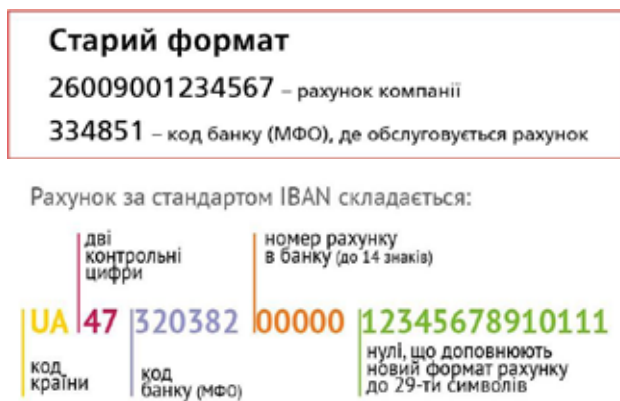 Старий формат
26009001234567 – рахунок компанії
334851 – код банку (МФО), де обслуговується рахунок
Рахунок за стандартом IBAN складається:
дві контрольні цифри
номер рахунку в банку (до 14 знаків)
UA 47 320382 00000 12345678910111
код країни
код банку (МФО)
нулі, що доповнюють новий формат рахунку до 29-ти символів